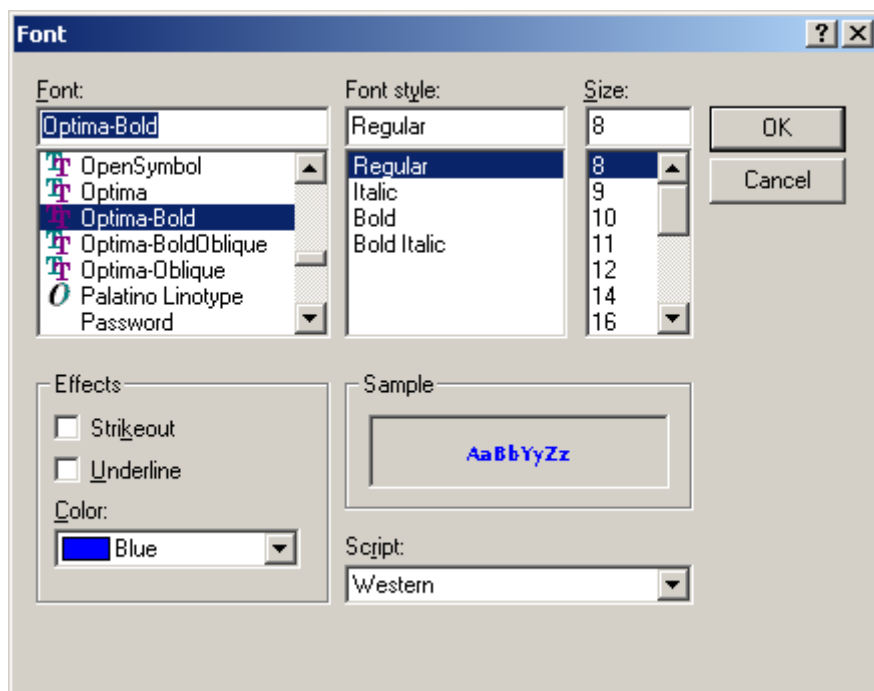 Font
Font:
Optima-Bold
OpenSymbol
Optima
Optima-Bold
Optima-BoldOblique
Optima-Oblique
Palatino Linotype
Password
Font style:
Regular
Regular
Italic
Bold
Bold Italic
Size:
8
8
9
10
11
12
14
16
OK
Cancel
Effects
Strikeout
Underline
Color:
Blue
Sample
AaBbYyZz
Script:
Western